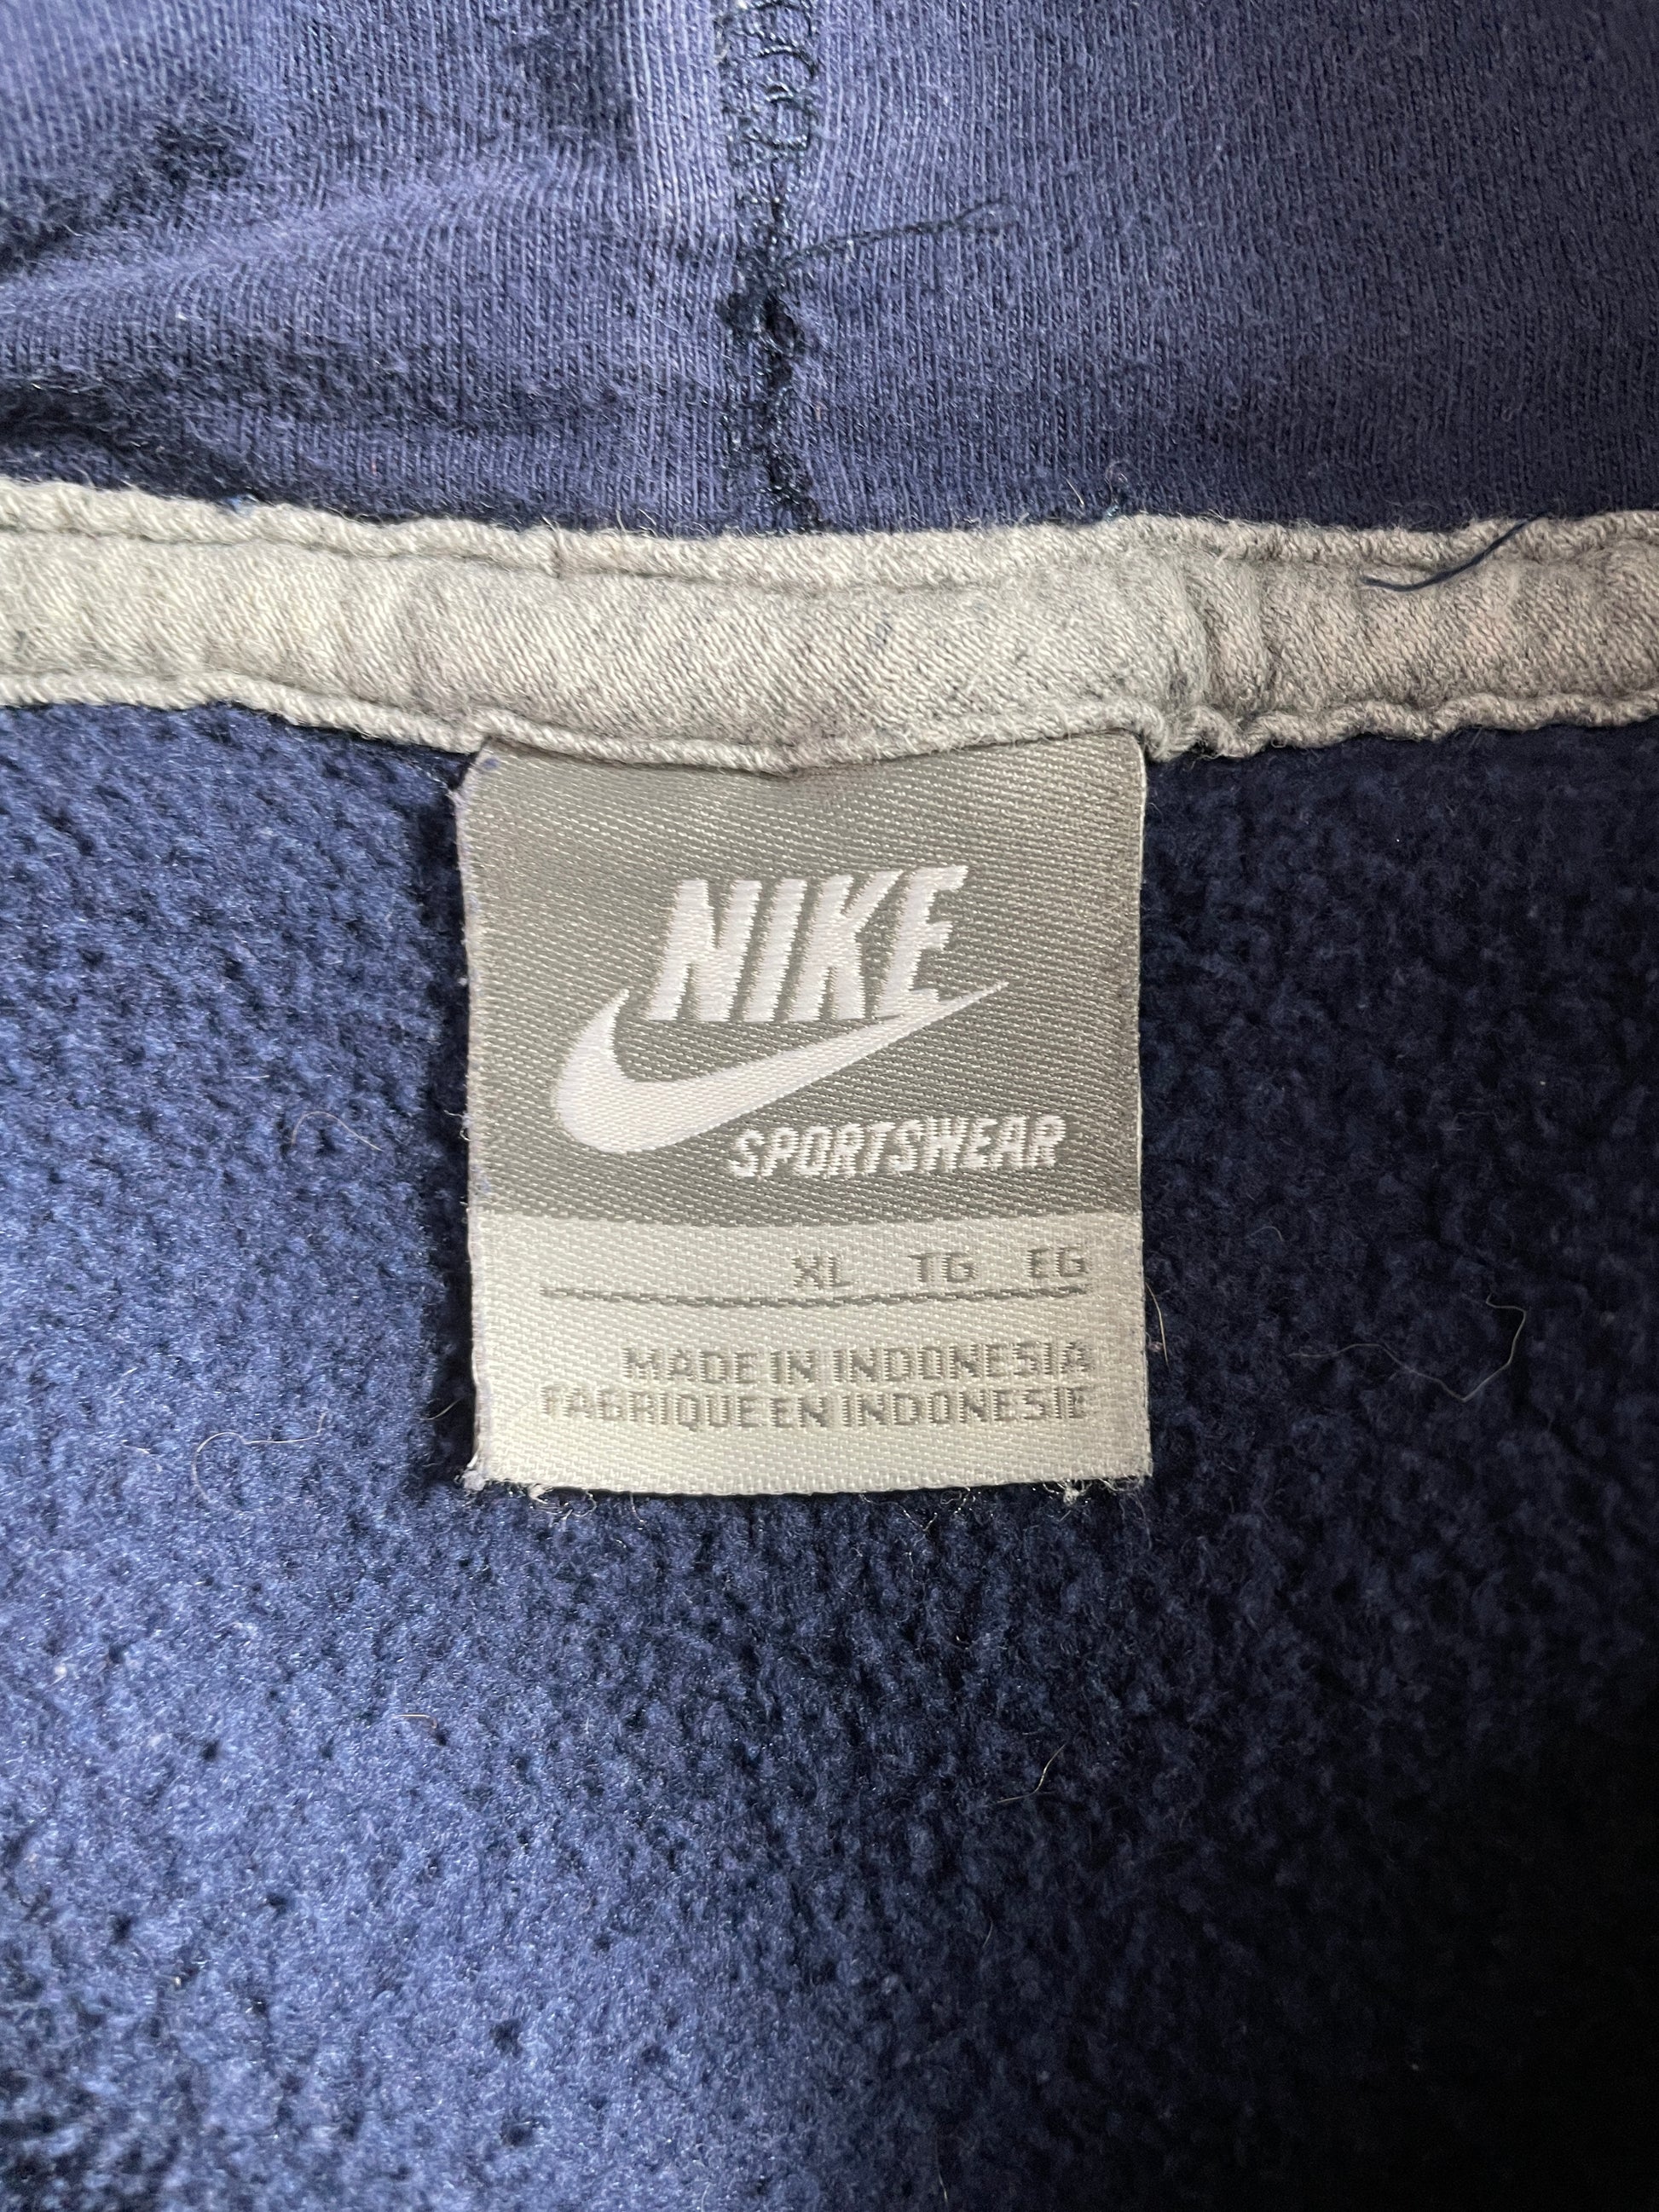 NIKE
SPORTSWEAR
XL TG EG
MADE IN INDONESIA
FABRIQUE EN INDONESIE